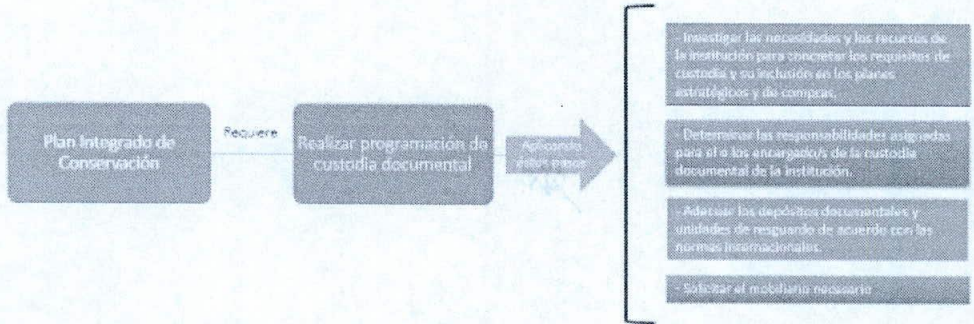 Plan Integrado de
Conservación
Requiere
Realizar programación de
custodia documental
Aplicando
éstos pasos
- Investigar las necesidades y los recursos de
la institución para concretar los requisitos de
custodia y su inclusión en los planes
estratégicos y de compras.
- Determinar las responsabilidades asignadas
para el o los encargado/s de la custodia
documental de la institución.
- Adecuar los depósitos documentales y
unidades de resguardo de acuerdo con las
normas internacionales.
- Solicitar el mobiliario necesario